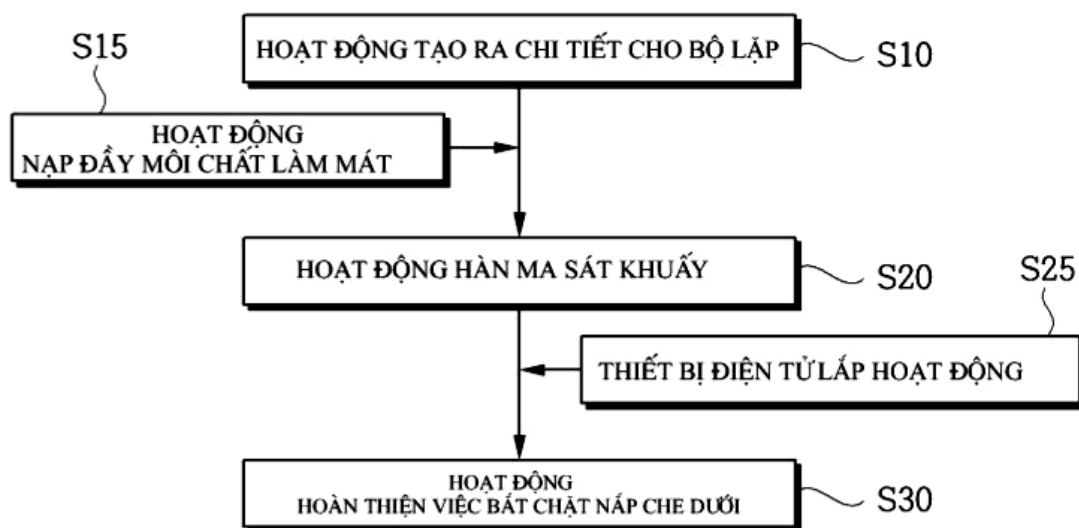 S15
HOẠT ĐỘNG TẠO RA CHI TIẾT CHO BỘ LẶP
S10
HOẠT ĐỘNG
NẠP ĐẦY MÔI CHẤT LÀM MÁT
HOẠT ĐỘNG HÀN MA SÁT KHUẤY
S20
S25
THIẾT BỊ ĐIỆN TỬ LẮP HOẠT ĐỘNG
HOẠT ĐỘNG
HOÀN THIỆN VIỆC BẮT CHẶT NẮP CHE DƯỚI
S30